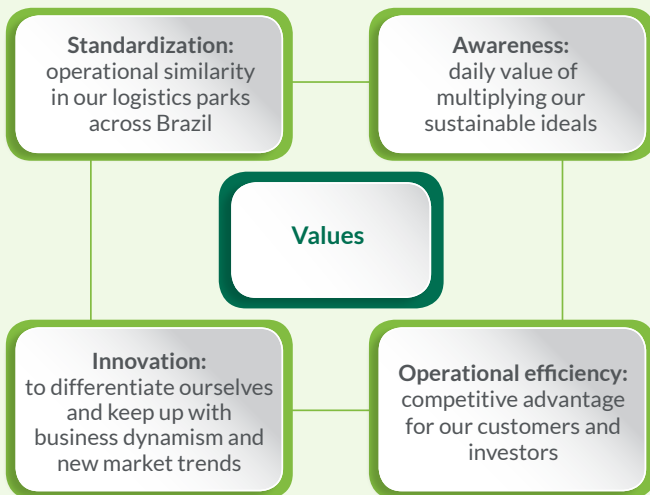 Standardization:
operational similarity
in our logistics parks
across Brazil
Awareness:
daily value of
multiplying our
sustainable ideals
Values
Innovation:
to differentiate ourselves
and keep up with
business dynamism and
new market trends
Operational efficiency:
competitive advantage
for our customers and
investors